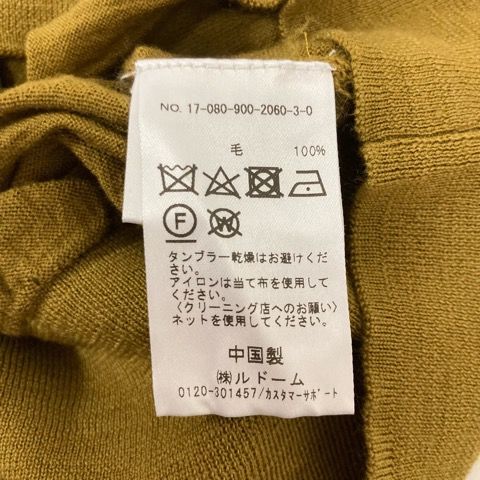 NO. 17-080-900-2060-3-0
毛 100%
F W
タンブラー乾燥はお避けくだ
さい。
アイロンは当て布を使用して
ください。
〈クリーニング店へのお願い〉
ネットを使用してください。
中国製
㈱ルドーム
0120-301457/カスタマーサポート